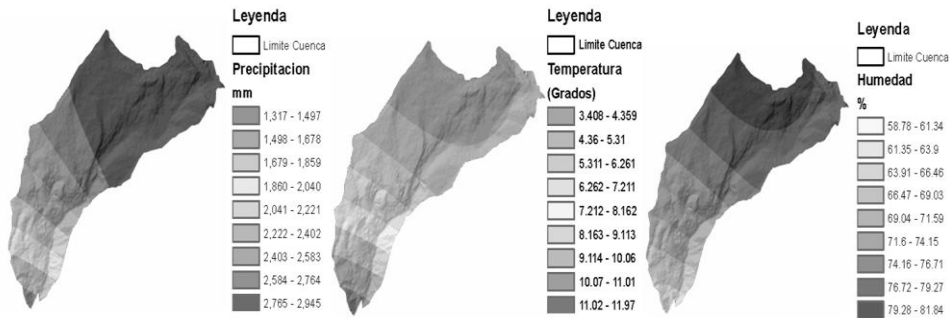 Leyenda
Limite Cuenca
Precipitacion
mm
1,317 - 1,497
1,498 - 1,678
1,679 - 1,859
1,860 - 2,040
2,041 - 2,221
2,222 - 2,402
2,403 - 2,583
2,584 - 2,764
2,765 - 2,945
Leyenda
Limite Cuenca
Temperatura
(Grados)
3.408 - 4.359
4.36 - 5.31
5.311 - 6.261
6.262 - 7.211
7.212 - 8.162
8.163 - 9.113
9.114 - 10.06
10.07 - 11.01
11.02 - 11.97
Leyenda
Limite Cuenca
Humedad
%
58.78 - 61.34
61.35 - 63.9
63.91 - 66.46
66.47 - 69.03
69.04 - 71.59
71.6 - 74.15
74.16 - 76.71
76.72 - 79.27
79.28 - 81.84